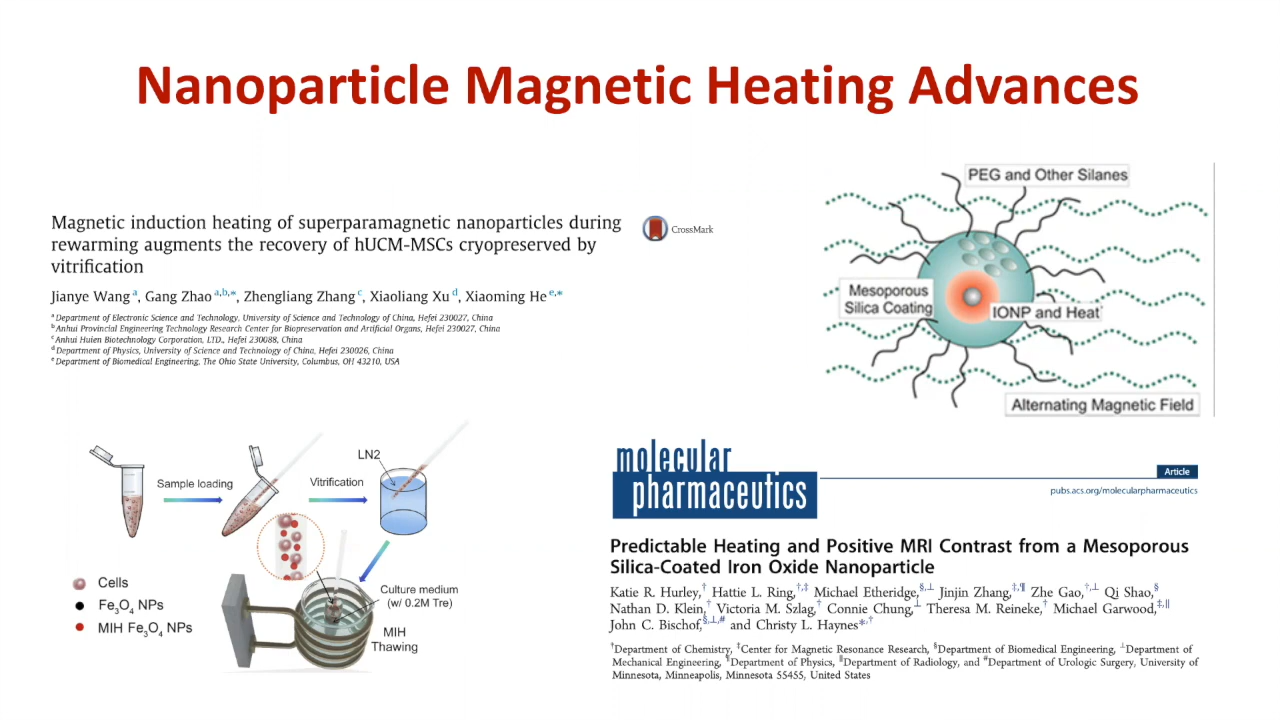 Nanoparticle Magnetic Heating Advances
Magnetic induction heating of superparamagnetic nanoparticles during
rewarming augments the recovery of hUCM-MSCs cryopreserved by
vitrification
CrossMark
Jianye Wang a, Gang Zhao a,b,*, Zhengliang Zhang c, Xiaoliang Xu d, Xiaoming He e,*
a Department of Electronic Science and Technology, University of Science and Technology of China, Hefei 230027, China
b Anhui Provincial Engineering Technology Research Center for Biopreservation and Artificial Organs, Hefei 230027, China
c Anhui Huien Biotechnology Corporation, LTD., Hefei 230088, China
d Department of Physics, University of Science and Technology of China, Hefei 230026, China
e Department of Biomedical Engineering, The Ohio State University, Columbus, OH 43210, USA
PEG and Other Silanes
Mesoporous
Silica Coating
IONP and Heat
Alternating Magnetic Field
Sample loading
Vitrification
LN2
Cells
Fe3O4 NPs
MIH Fe3O4 NPs
Culture medium
(w/ 0.2M Tre)
MIH
Thawing
molecular
pharmaceutics
Article
pubs.acs.org/molecularpharmaceutics
Predictable Heating and Positive MRI Contrast from a Mesoporous
Silica-Coated Iron Oxide Nanoparticle
Katie R. Hurley,† Hattie L. Ring,†,‡ Michael Etheridge,§,⊥ Jinjin Zhang,‡,¶ Zhe Gao,†,⊥ Qi Shao,§
Nathan D. Klein,† Victoria M. Szlag,† Connie Chung,⊥ Theresa M. Reineke,† Michael Garwood,‡,∥
John C. Bischof,§,⊥,# and Christy L. Haynes*,†
†Department of Chemistry, ‡Center for Magnetic Resonance Research, §Department of Biomedical Engineering, ⊥Department of
Mechanical Engineering, ¶Department of Physics, ∥Department of Radiology, and #Department of Urologic Surgery, University of
Minnesota, Minneapolis, Minnesota 55455, United States